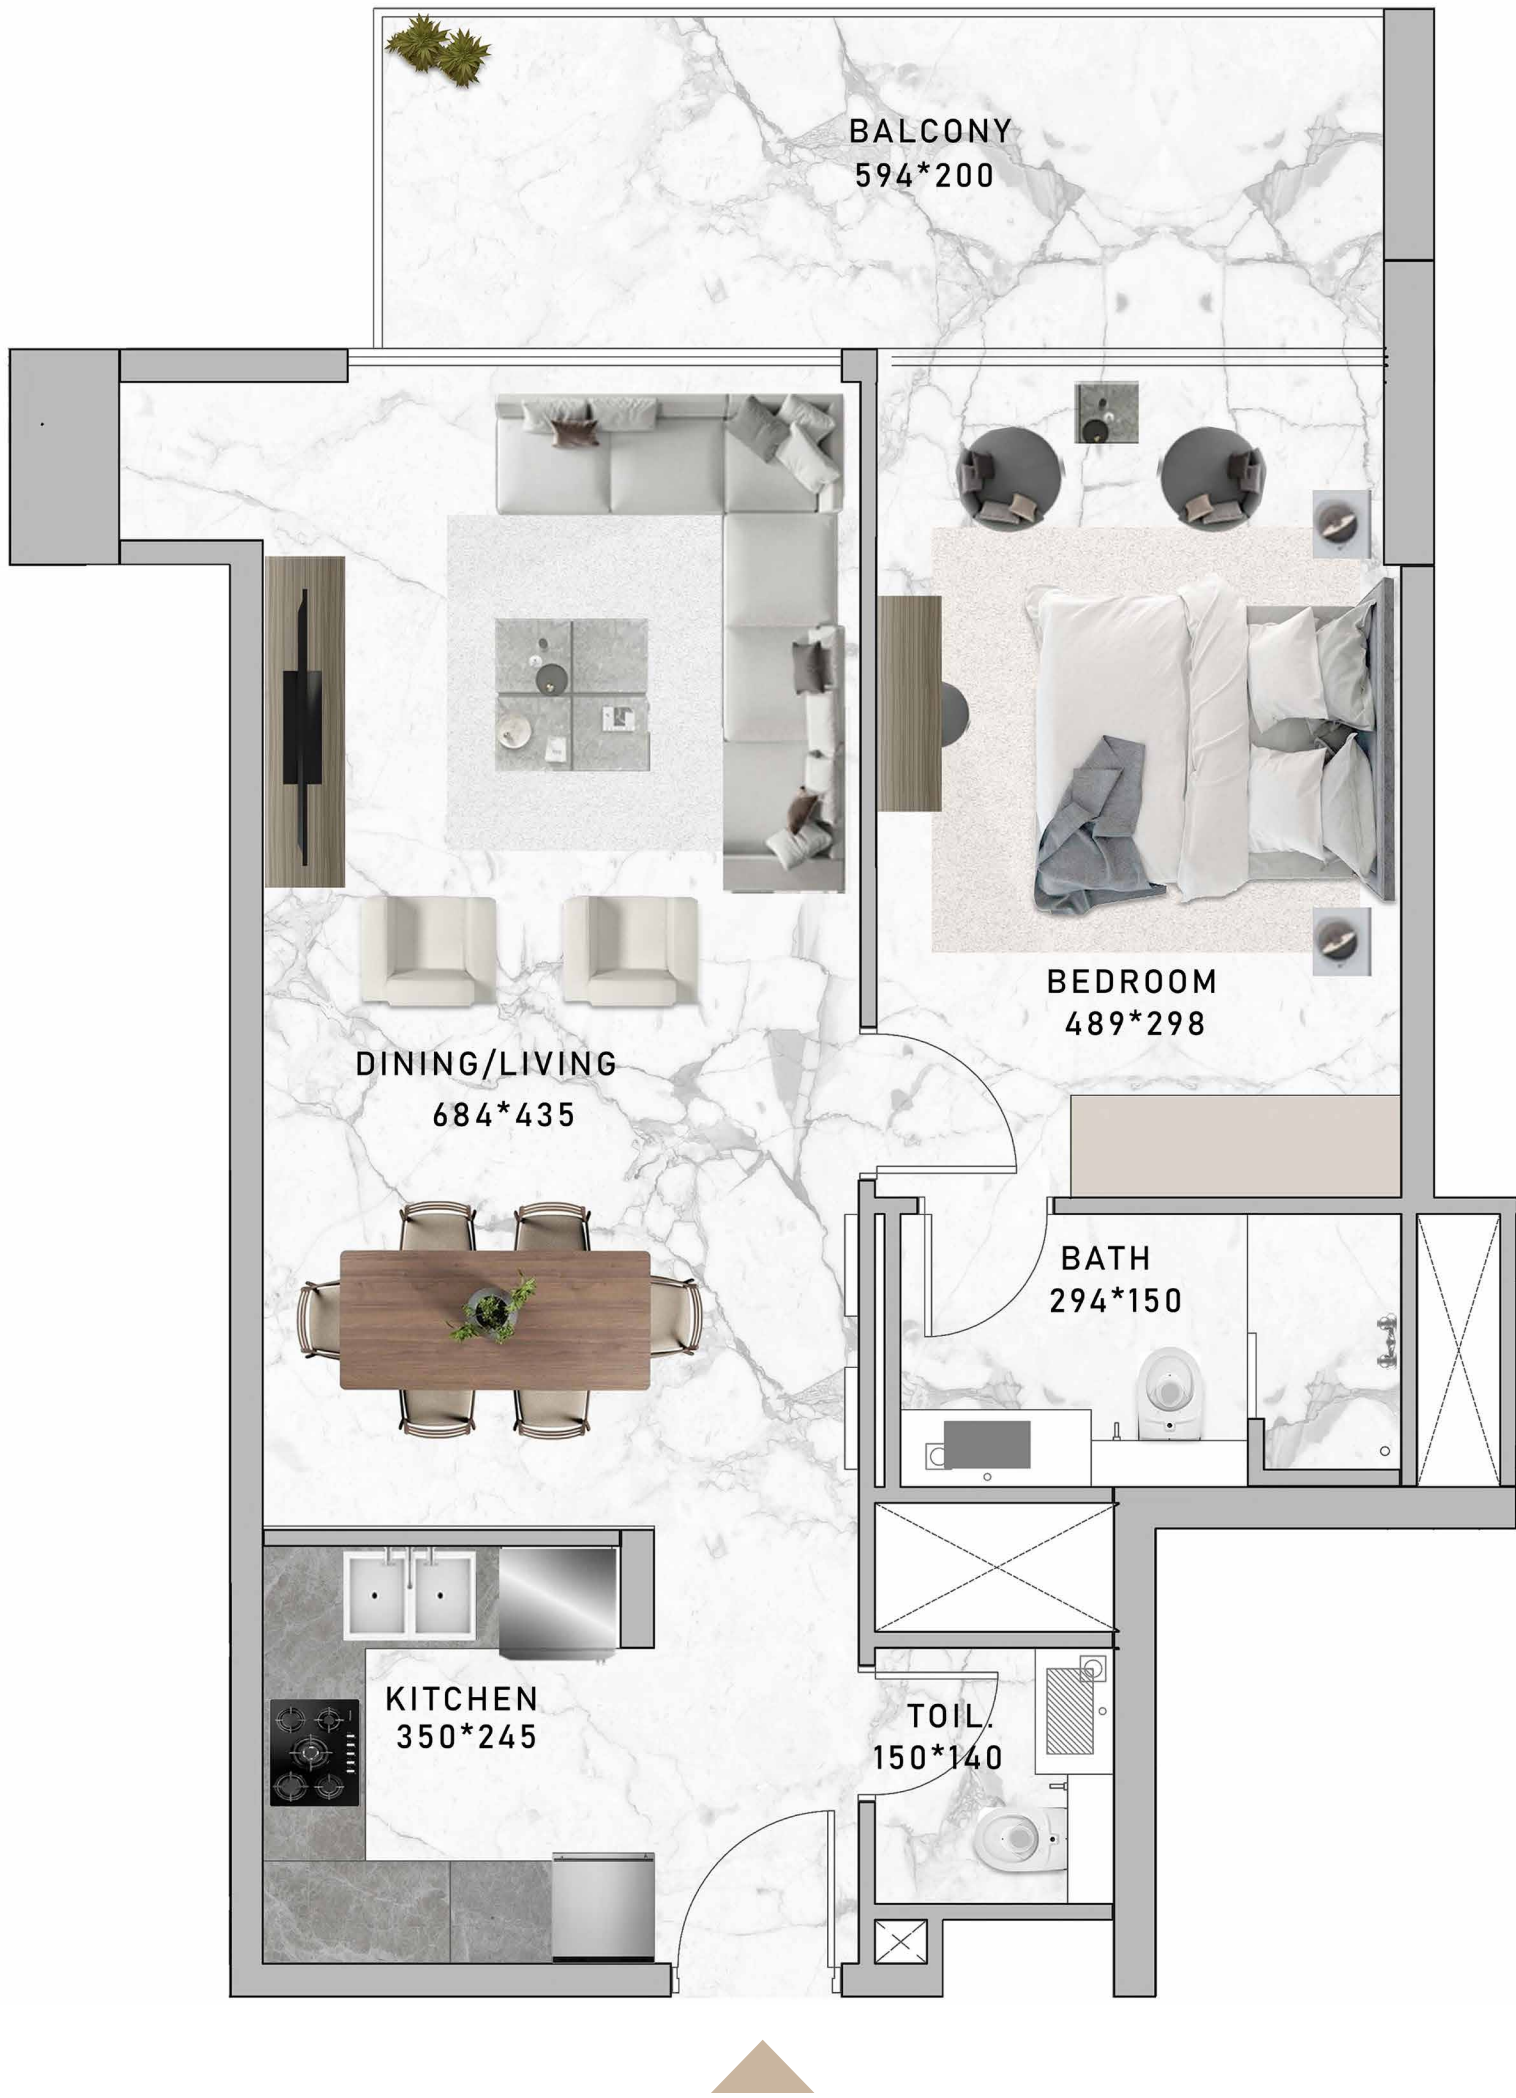 BALCONY
594*200
BEDROOM
489*298
DINING/LIVING
684*435
BATH
294*150
KITCHEN
350*245
TOIL.
150*140